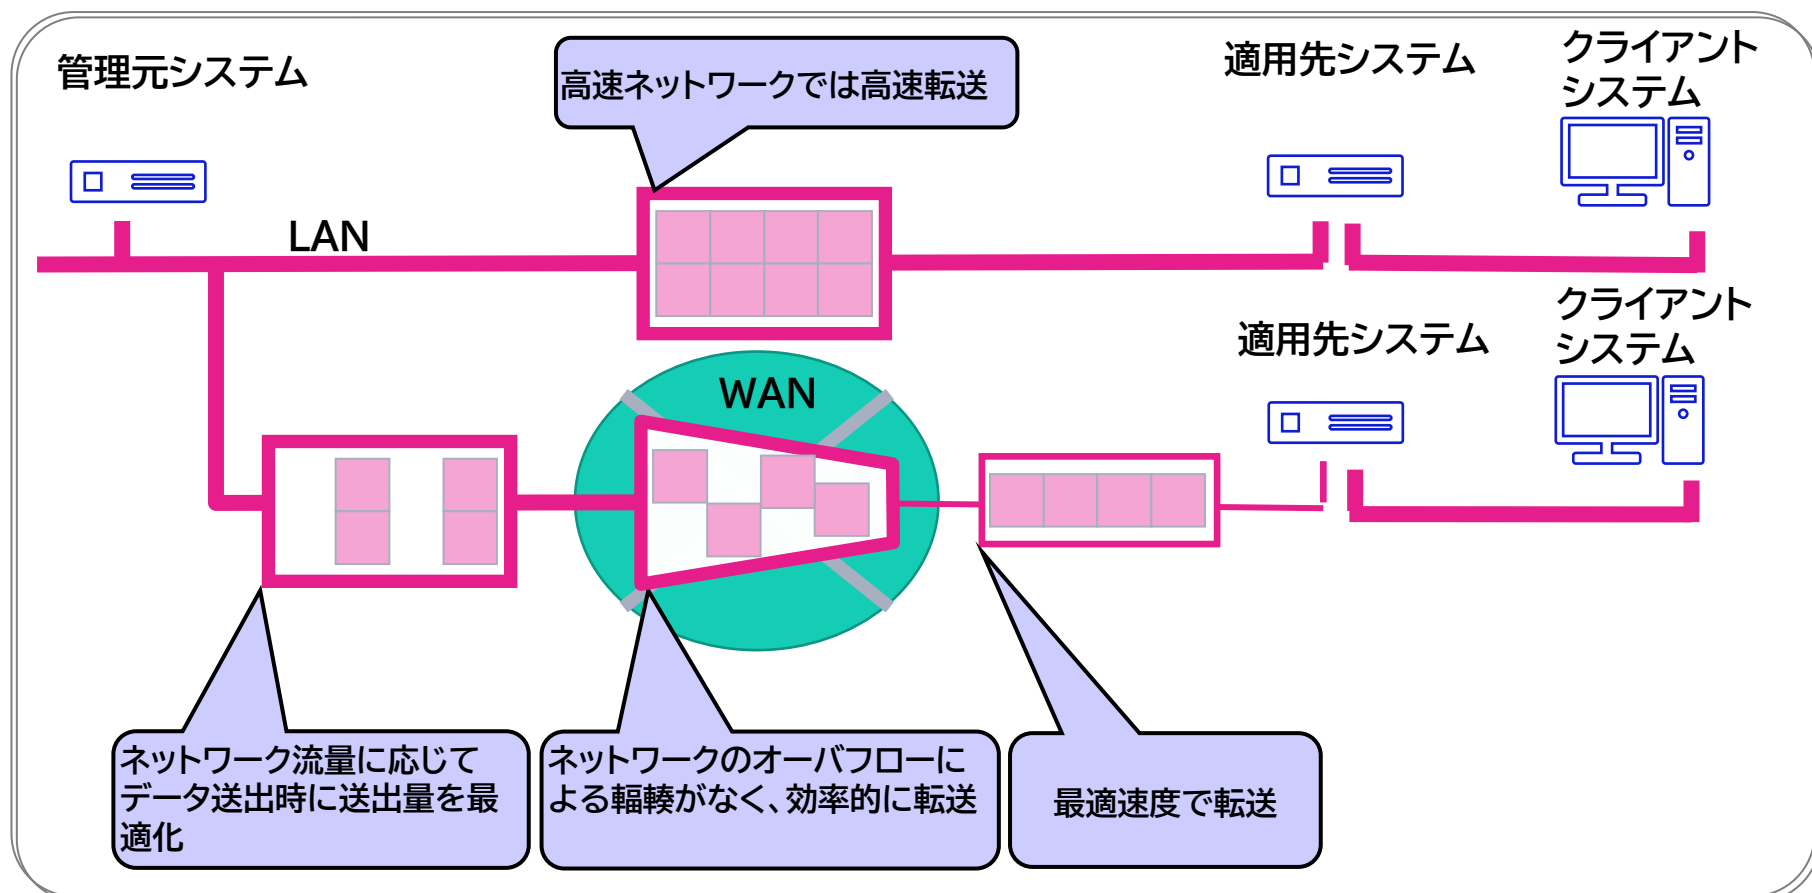 管理元システム
高速ネットワークでは高速転送
適用先システム
クライアント
システム
LAN
適用先システム
クライアント
システム
WAN
ネットワーク流量に応じて
データ送出時に送出量を最
適化
ネットワークのオーバフローに
よる輻輳がなく、効率的に転送
最適速度で転送